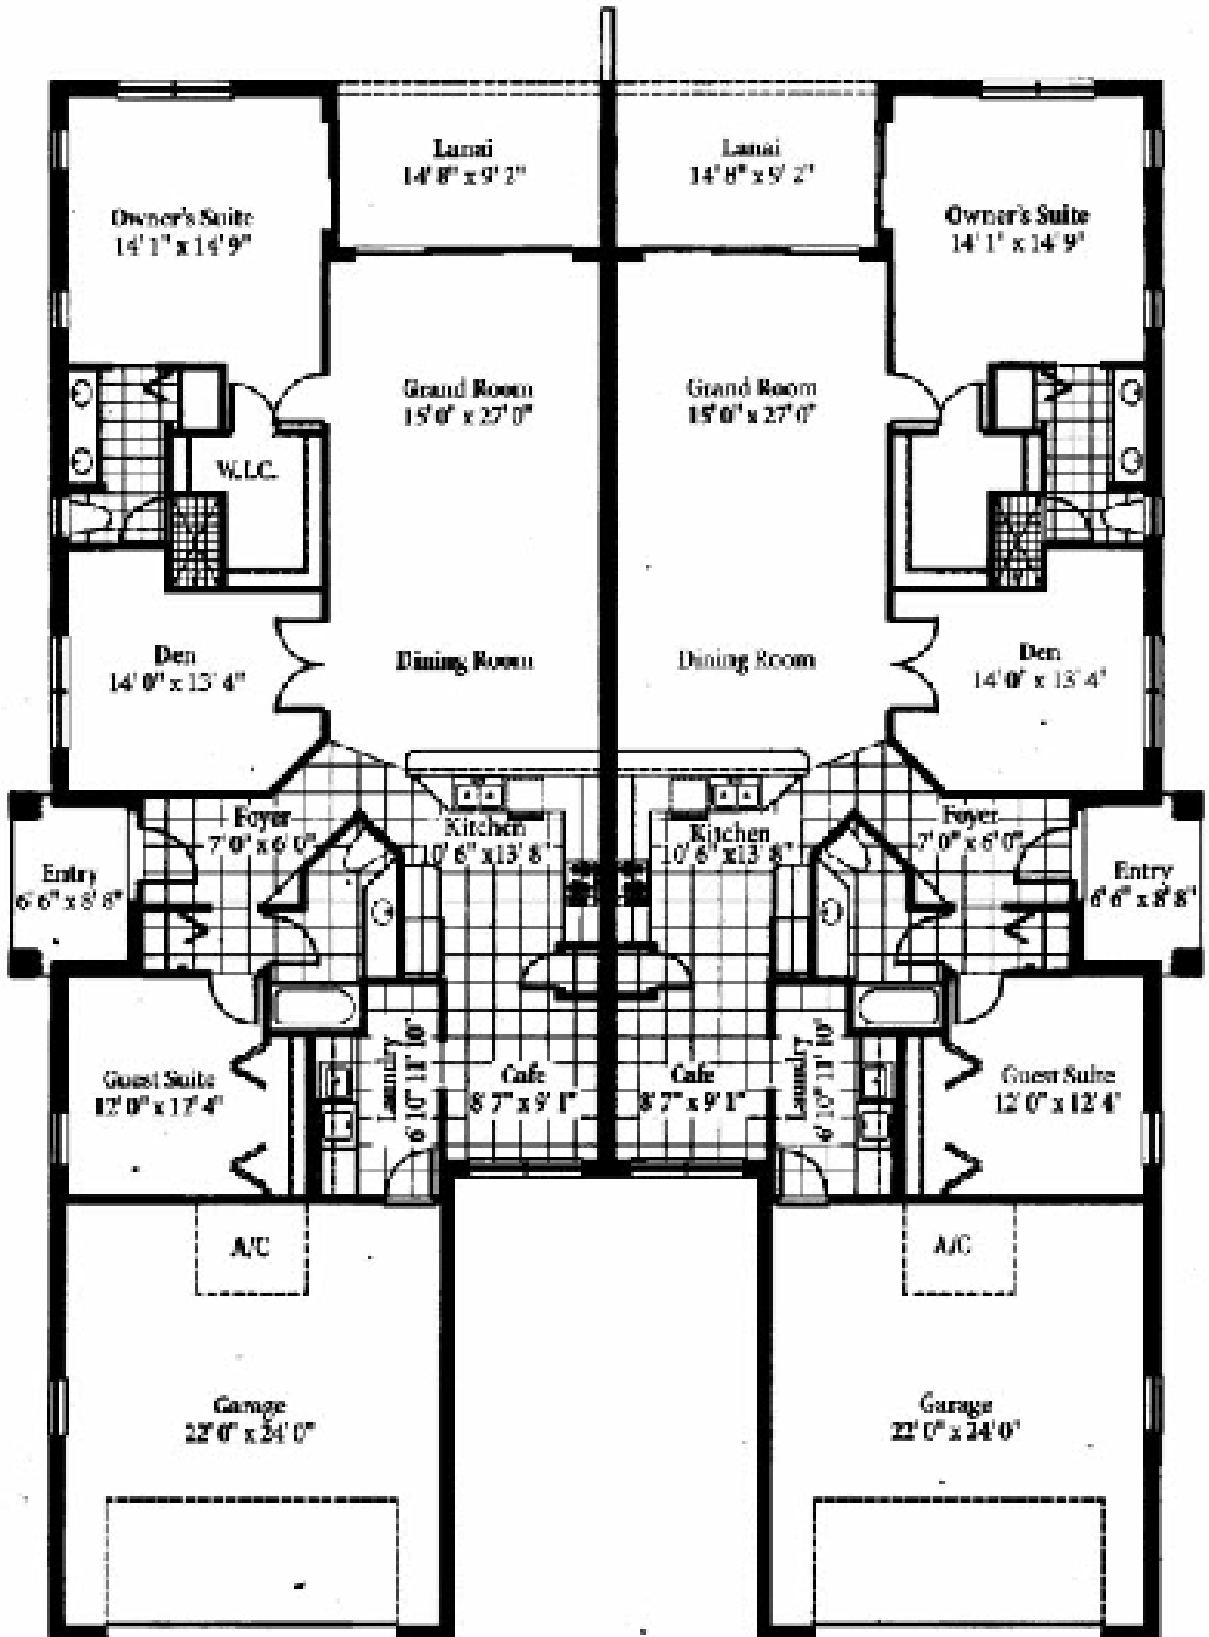 Lanai
14' 8" x 9' 2"
Lanai
14' 8" x 9' 2"
Owner's Suite
14' 1" x 14' 9"
Owner's Suite
14' 1" x 14' 9"
Grand Room
15' 0" x 27' 0"
Grand Room
15' 0" x 27' 0"
W.I.C.
Den
14' 0" x 13' 4"
Dining Room
Dining Room
Den
14' 0" x 13' 4"
Foyer
7' 0" x 6' 0"
Kitchen
10' 6" x 13' 8"
Kitchen
10' 6" x 13' 8"
Foyer
7' 0" x 6' 0"
Entry
6' 6" x 8' 8"
Entry
6' 6" x 8' 8"
Guest Suite
12' 0" x 12' 4"
Laundry
6' 10" 11' 10"
Cafe
8' 7" x 9' 1"
Cafe
8' 7" x 9' 1"
Laundry
6' 10" 11' 10"
Guest Suite
12' 0" x 12' 4"
A/C
A/C
Garage
22' 0" x 24' 0"
Garage
22' 0" x 24' 0"